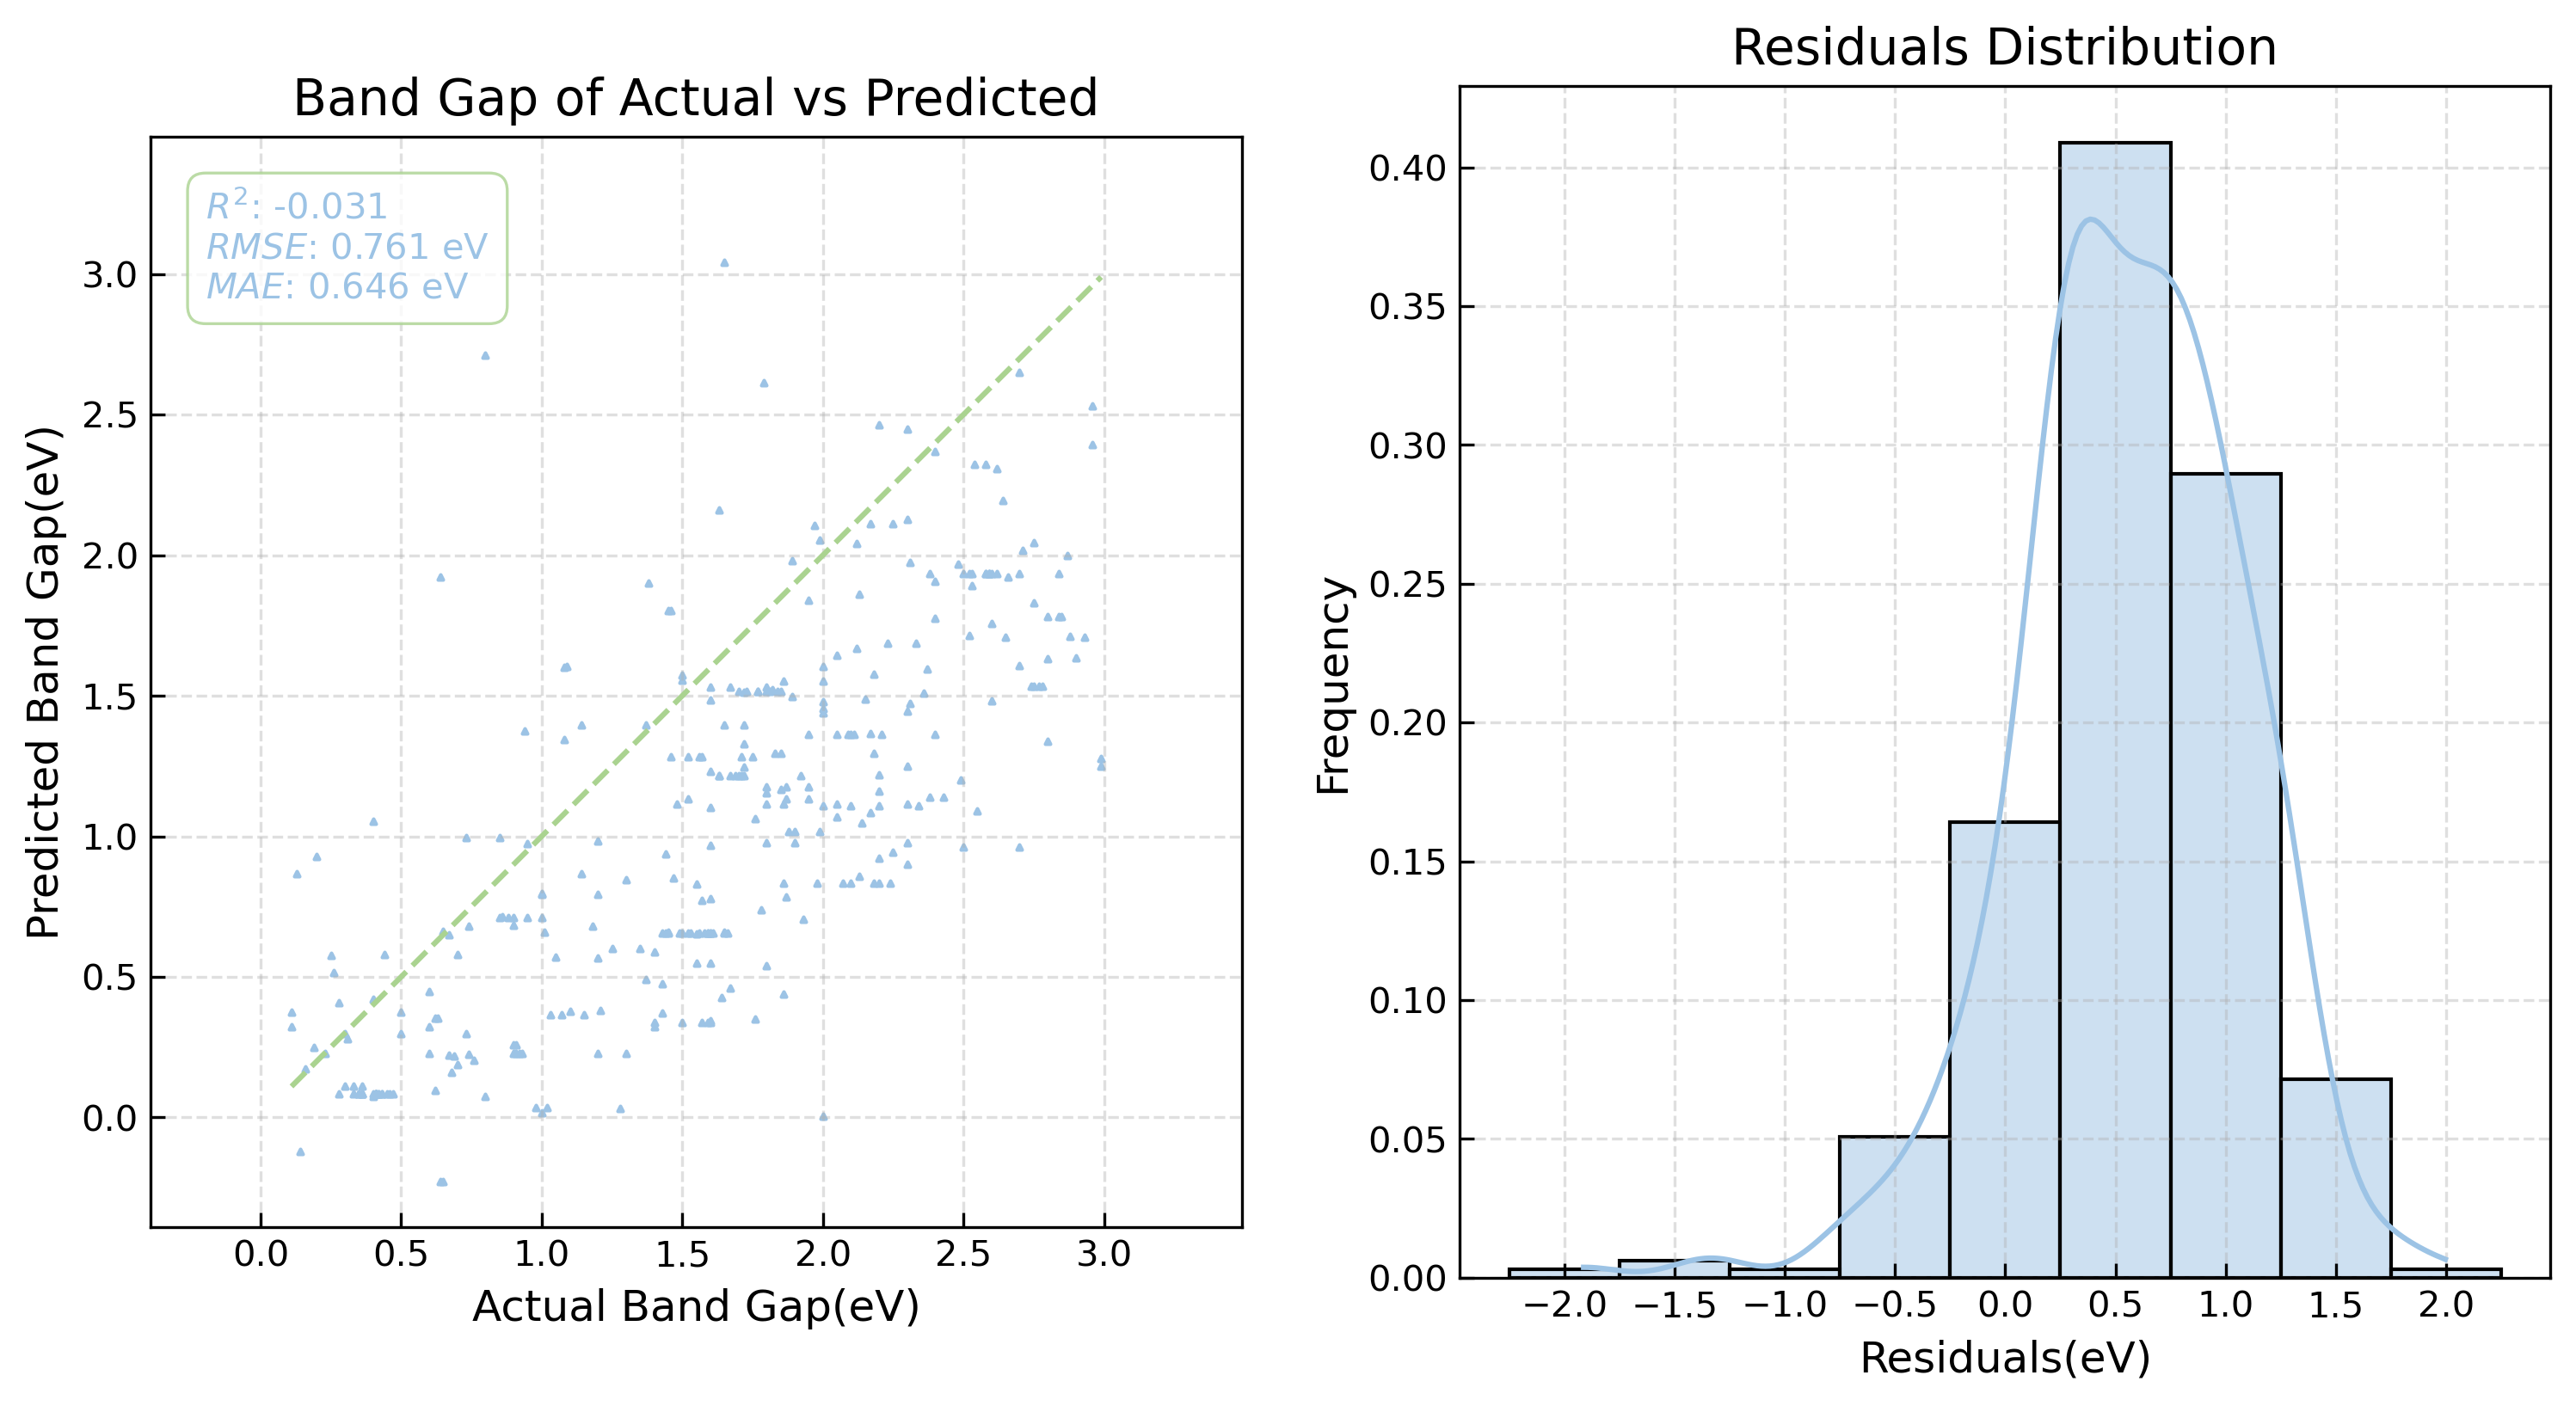 Band Gap of Actual vs Predicted
R²: -0.031
RMSE: 0.761 eV
MAE: 0.646 eV
Predicted Band Gap(eV)
3.0
2.5
2.0
1.5
1.0
0.5
0.0
0.0 0.5 1.0 1.5 2.0 2.5 3.0
Actual Band Gap(eV)
Residuals Distribution
Frequency
0.40
0.35
0.30
0.25
0.20
0.15
0.10
0.05
0.00
−2.0 −1.5 −1.0 −0.5 0.0 0.5 1.0 1.5 2.0
Residuals(eV)